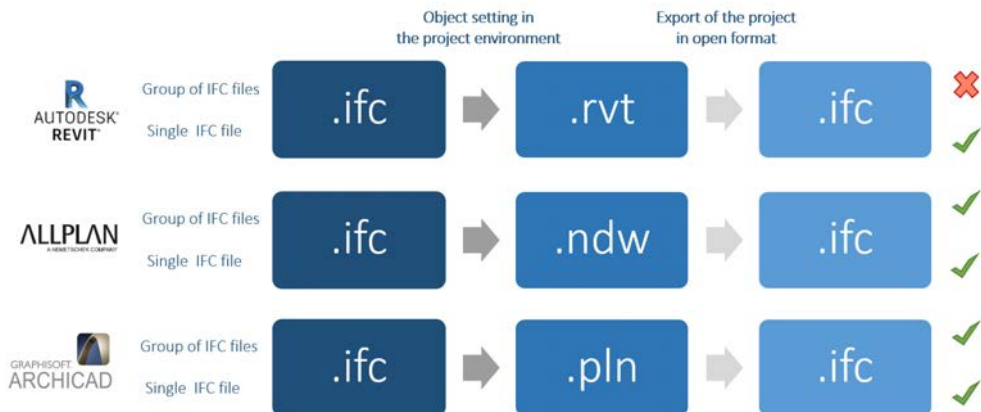 Object setting in
the project environment
Export of the project
in open format
R
AUTODESK®
REVIT®
Group of IFC files
Single IFC file
.ifc
.rvt
.ifc
ALLPLAN
A NEMETSCHEK COMPANY
Group of IFC files
Single IFC file
.ifc
.ndw
.ifc
GRAPHISOFT
ARCHICAD
Group of IFC files
Single IFC file
.ifc
.pln
.ifc